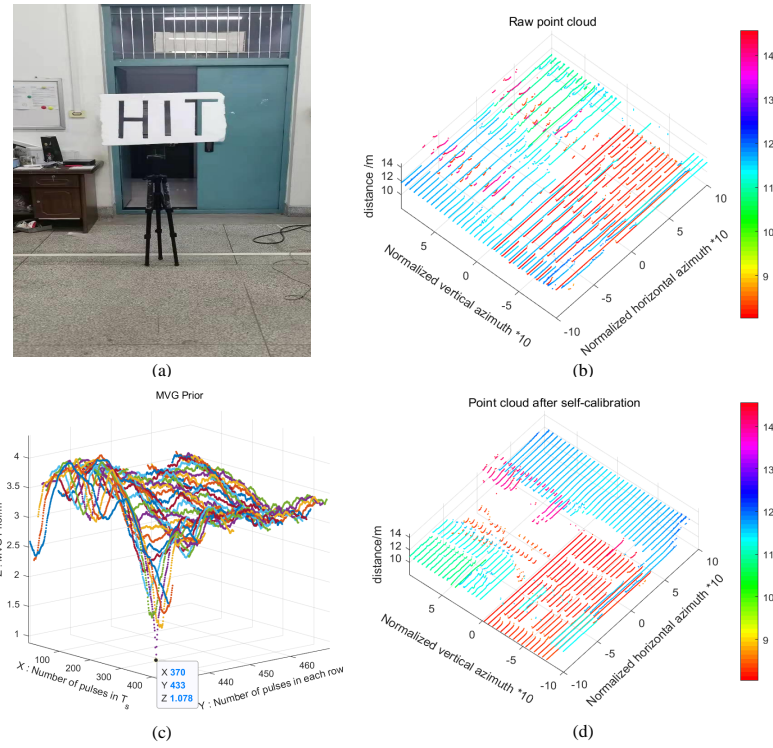 HIT
(a)
Raw point cloud
distance /m
14
12
10
5
0
-5
-10
Normalized vertical azimuth *10
10
5
0
-5
-10
Normalized horizontal azimuth *10
14
13
12
11
10
9
(b)
MVG Prior
4
3.5
3
2.5
2
1.5
1
100
200
300
400
X : Number of pulses in Ts
440
450
460
Y : Number of pulses in each row
X 370
Y 433
Z 1.078
(c)
Point cloud after self-calibration
distance/m
14
12
10
5
0
-5
-10
Normalized vertical azimuth *10
10
5
0
-5
-10
Normalized horizontal azimuth *10
14
13
12
11
10
9
(d)